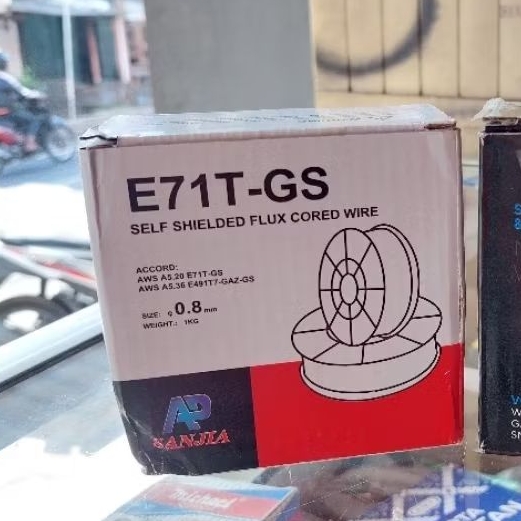 E71T-GS
SELF SHIELDED FLUX CORED WIRE
ACCORD:
AWS A5.20 E71T-GS
AWS A5.36 E491T7-GAZ-GS
SIZE: φ 0.8 mm
WEIGHT.: 1KG
AP
SANJIA